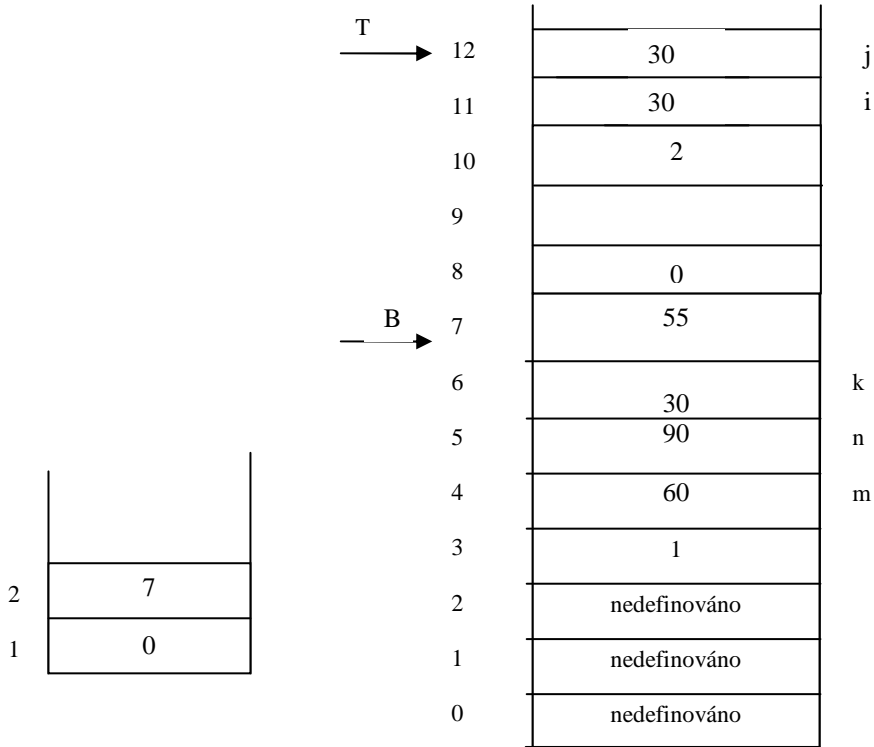 T
12 30 j
11 30 i
10 2
9
8 0
B 7 55
6 30 k
5 90 n
4 60 m
3 1
2 nedefinováno
1 nedefinováno
0 nedefinováno
2 7
1 0